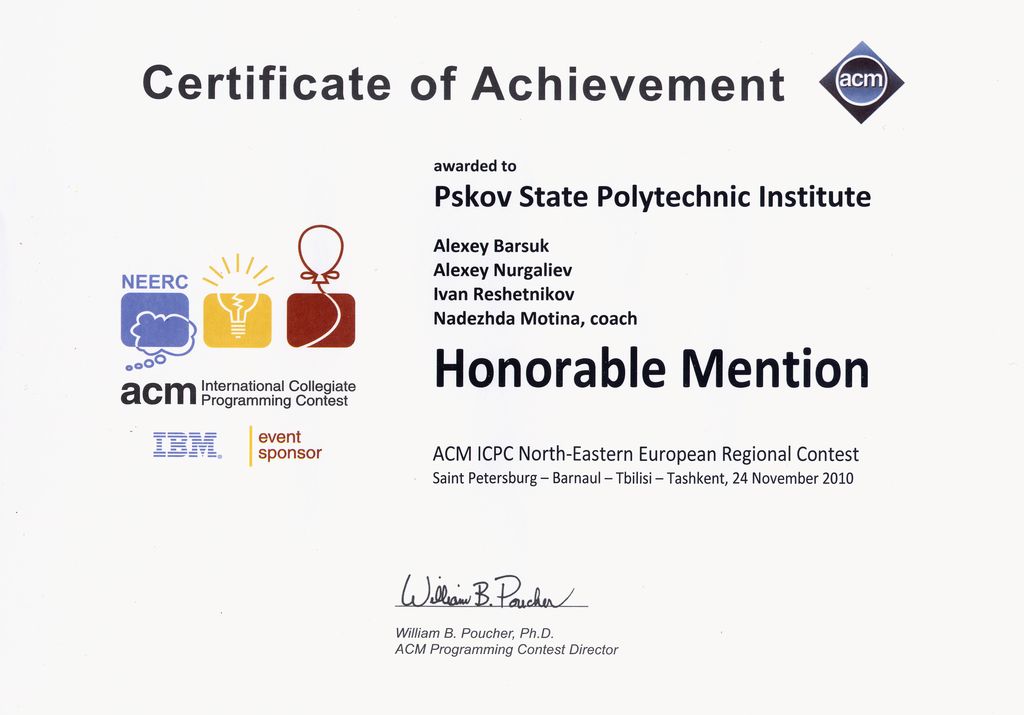 Certificate of Achievement
acm
awarded to
Pskov State Polytechnic Institute
Alexey Barsuk
Alexey Nurgaliev
Ivan Reshetnikov
Nadezhda Motina, coach
Honorable Mention
NEERC
acm International Collegiate
Programming Contest
IBM® event
sponsor
ACM ICPC North-Eastern European Regional Contest
Saint Petersburg – Barnaul – Tbilisi – Tashkent, 24 November 2010
William B. Poucher
William B. Poucher, Ph.D.
ACM Programming Contest Director